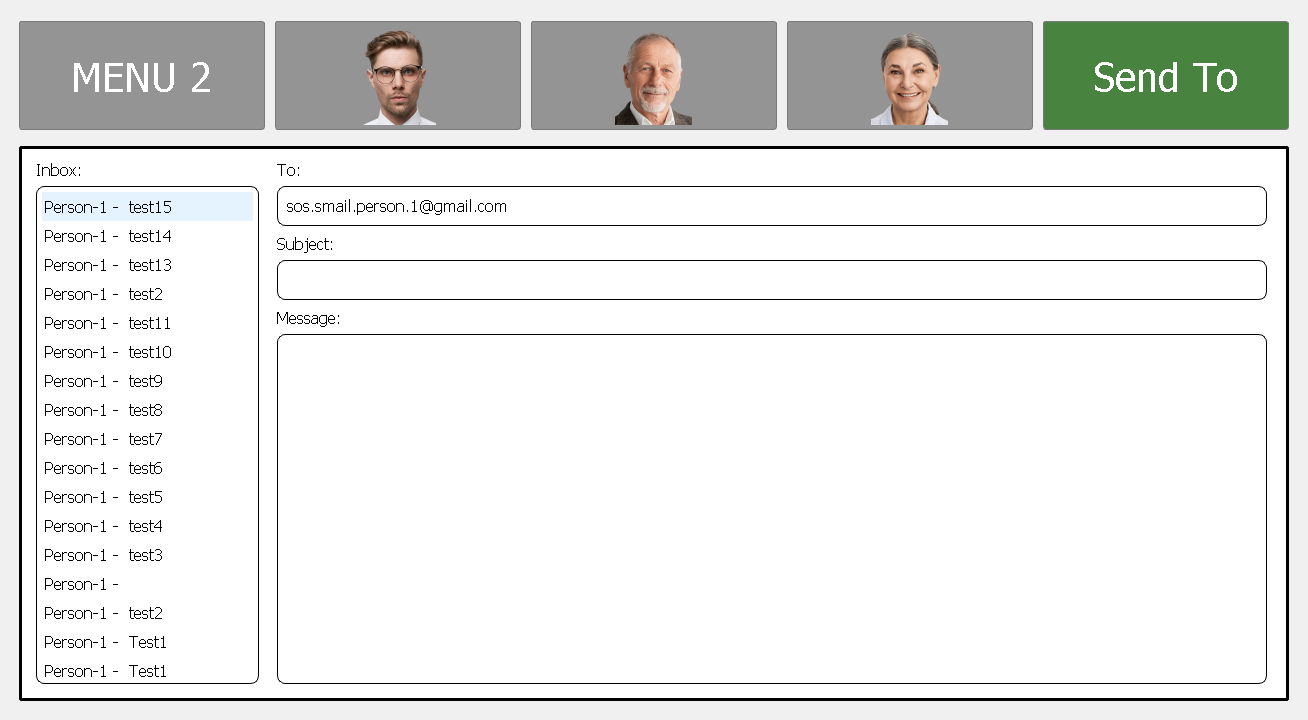 MENU 2
Send To
Inbox:
Person-1 - test15
Person-1 - test14
Person-1 - test13
Person-1 - test2
Person-1 - test11
Person-1 - test10
Person-1 - test9
Person-1 - test8
Person-1 - test7
Person-1 - test6
Person-1 - test5
Person-1 - test4
Person-1 - test3
Person-1 -
Person-1 - test2
Person-1 - Test1
Person-1 - Test1
To:
sos.smail.person.1@gmail.com
Subject:
Message: